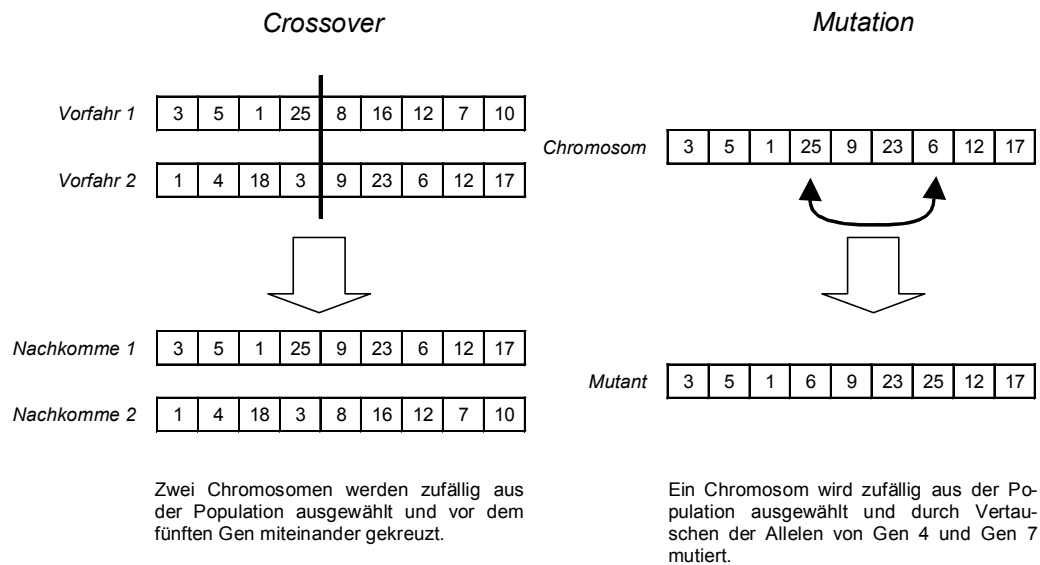 Crossover
Vorfahr 1 3 5 1 25 8 16 12 7 10
Vorfahr 2 1 4 18 3 9 23 6 12 17
Nachkomme 1 3 5 1 25 9 23 6 12 17
Nachkomme 2 1 4 18 3 8 16 12 7 10
Zwei Chromosomen werden zufällig aus
der Population ausgewählt und vor dem
fünften Gen miteinander gekreuzt.
Mutation
Chromosom 3 5 1 25 9 23 6 12 17
Mutant 3 5 1 6 9 23 25 12 17
Ein Chromosom wird zufällig aus der Po-
pulation ausgewählt und durch Vertau-
schen der Allelen von Gen 4 und Gen 7
mutiert.